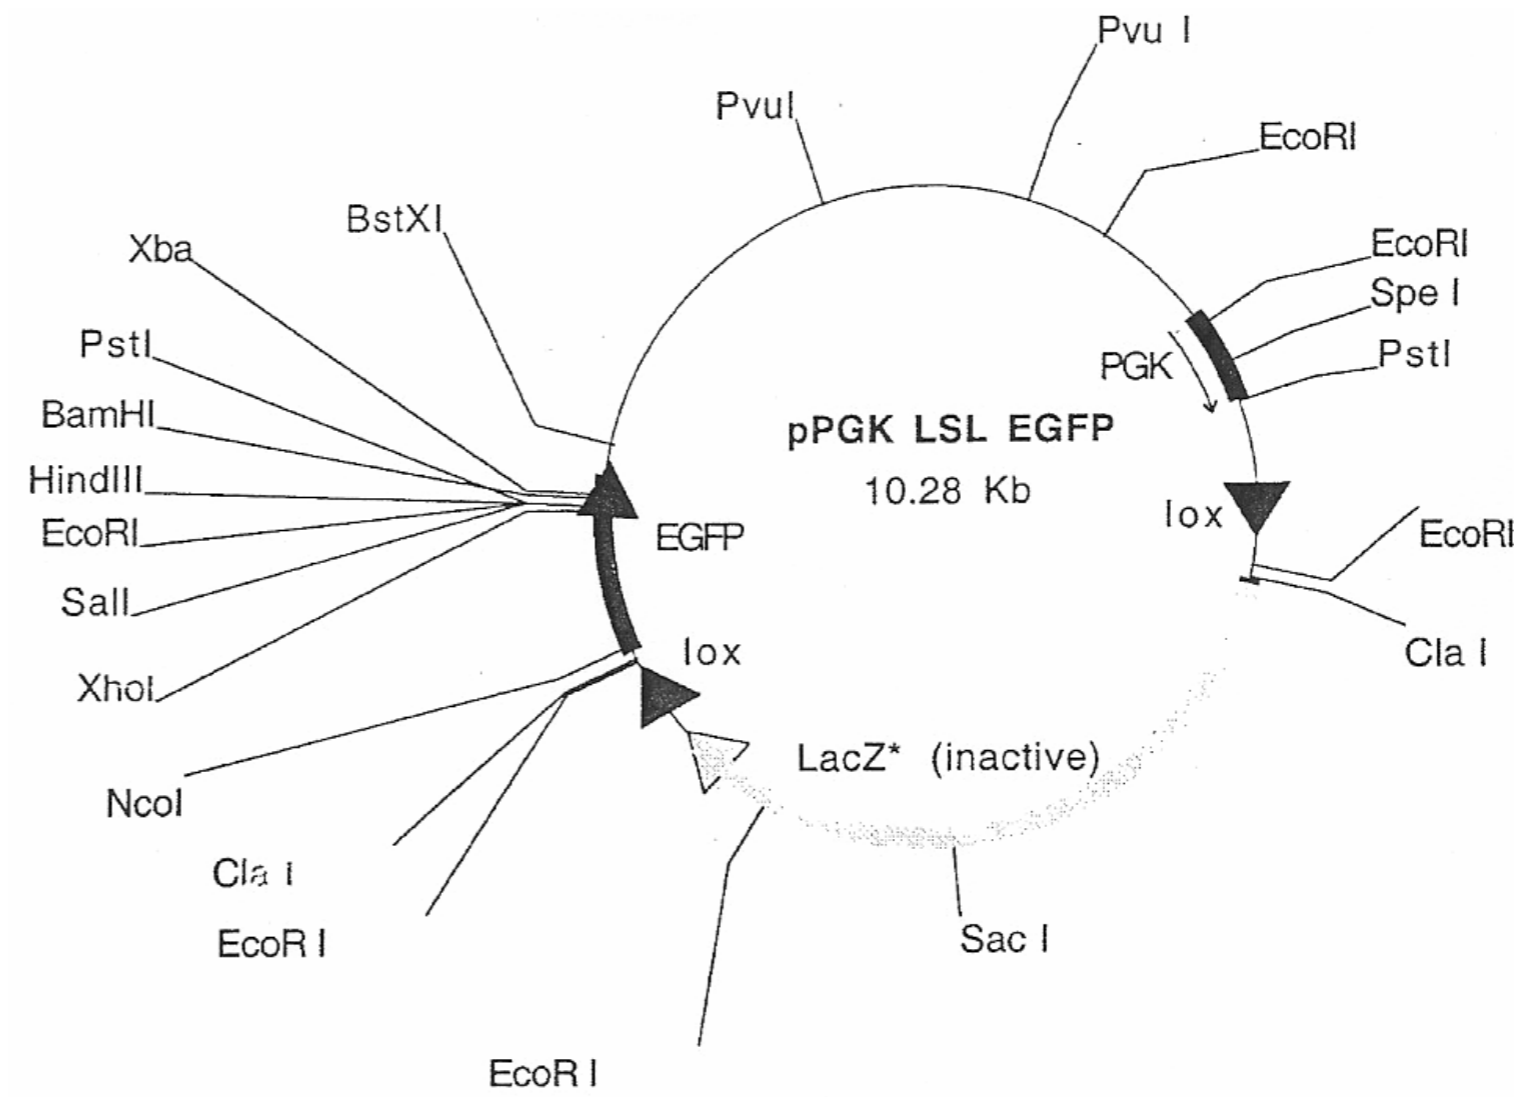 Pvu I
PvuI
EcoRI
BstXI
Xba
EcoRI
Spe I
PstI
PstI
PGK
BamHI
pPGK LSL EGFP
HindIII
10.28 Kb
lox
EcoRI
EcoRI
EGFP
SalI
lox
Cla I
XhoI
LacZ* (inactive)
NcoI
Cla I
EcoR I
Sac I
EcoR I